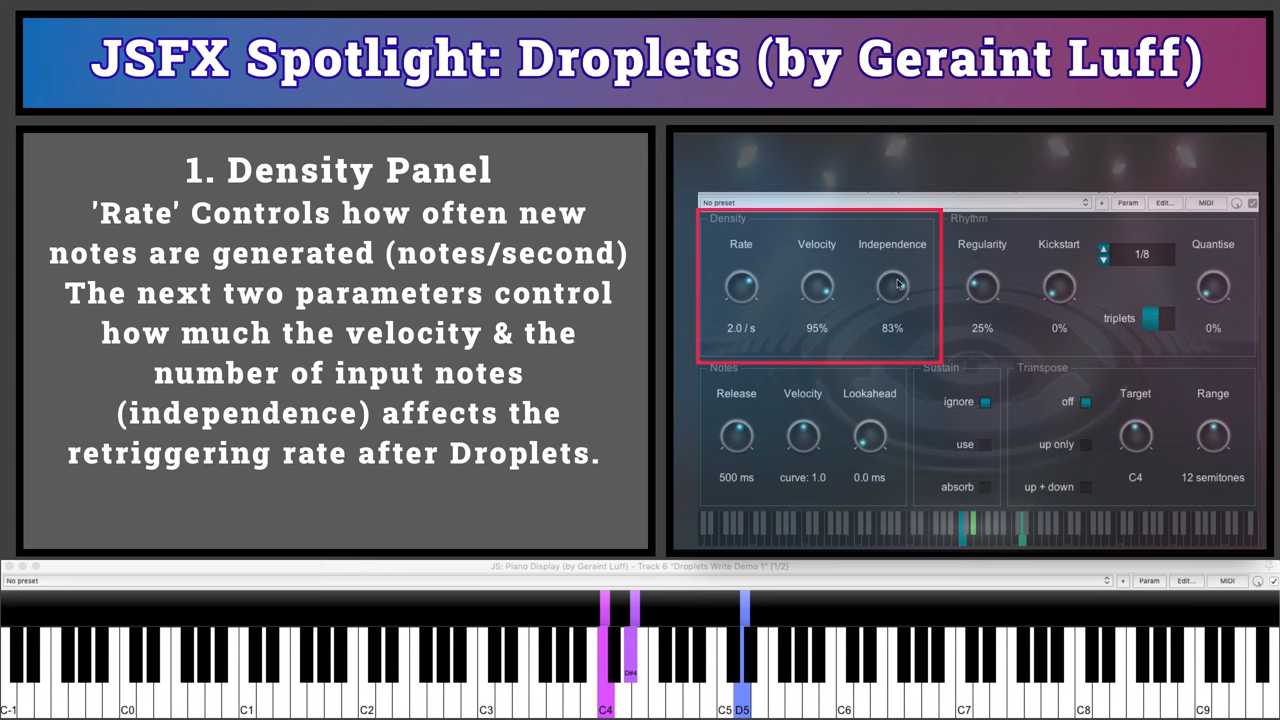 JSFX Spotlight: Droplets (by Geraint Luff)
1. Density Panel
'Rate' Controls how often new
notes are generated (notes/second)
The next two parameters control
how much the velocity & the
number of input notes
(independence) affects the
retriggering rate after Droplets.
No preset
+ Param Edit... MIDI
Density
Rate Velocity Independence
2.0 / s 95% 83%
Rhythm
Regularity Kickstart 1/8 Quantise
triplets
25% 0% 0%
Notes
Release Velocity Lookahead
500 ms curve: 1.0 0.0 ms
Sustain
ignore
use
absorb
Transpose
off
up only
up + down
Target Range
C4 12 semitones
JS: Piano Display (by Geraint Luff) - Track 6 "Droplets Write Demo 1" [1/2]
No preset
+ Param Edit... MIDI
D#4
C-1 C0 C1 C2 C3 C4 C5 D5 C6 C7 C8 C9